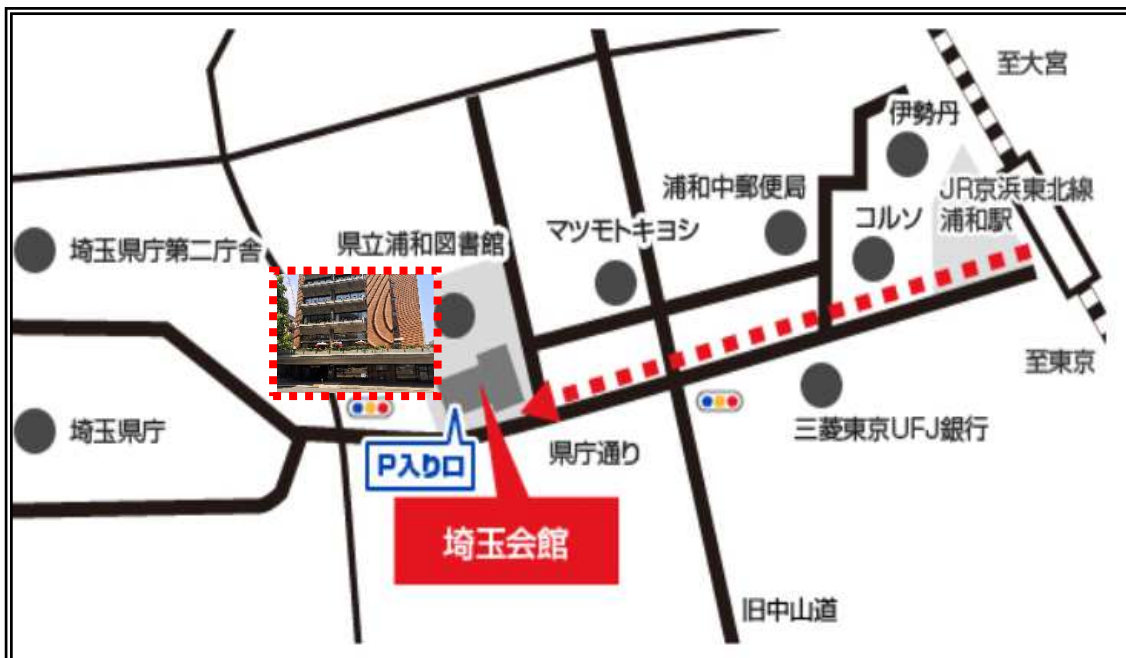 至大宮
伊勢丹
浦和中郵便局
JR京浜東北線
浦和駅
コルソ
マツモトキヨシ
県立浦和図書館
埼玉県庁第二庁舎
至東京
埼玉県庁
三菱東京UFJ銀行
県庁通り
P入り口
埼玉会館
旧中山道